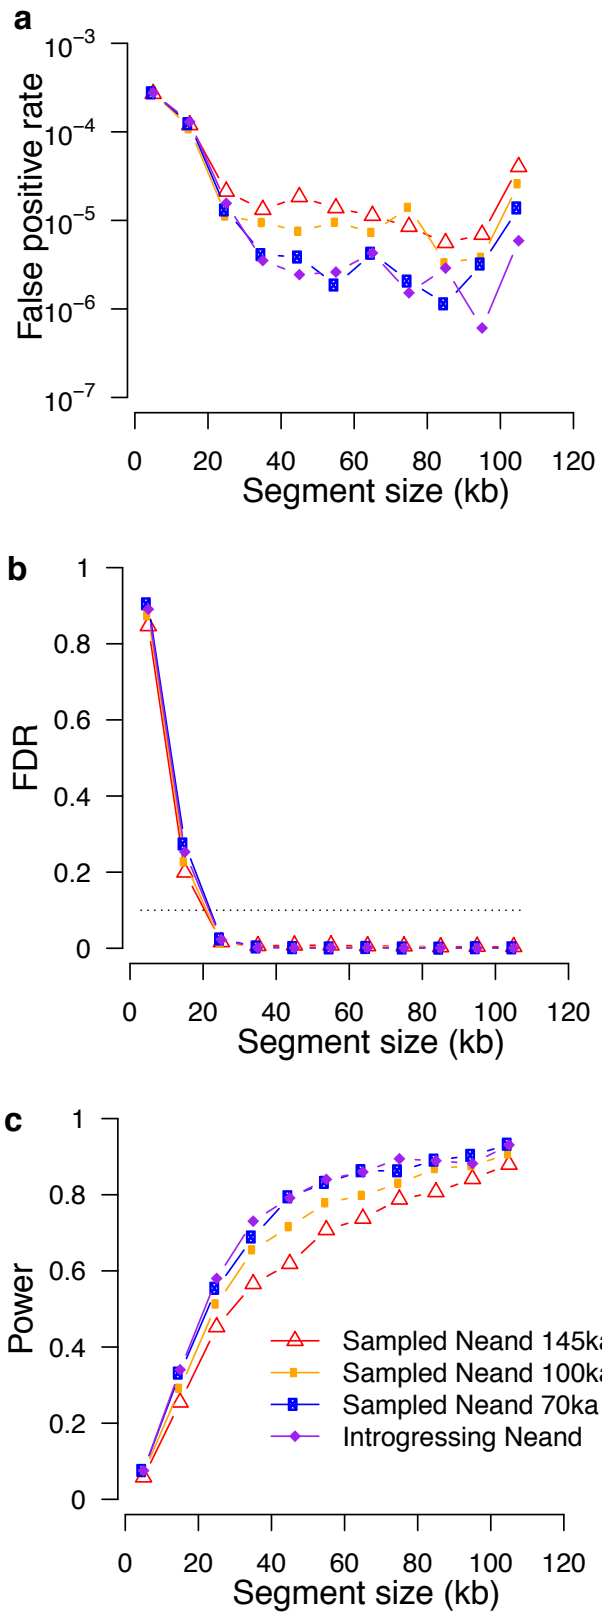 a
False positive rate
10−3
10−4
10−5
10−6
10−7
0 20 40 60 80 100 120
Segment size (kb)
b
FDR
1
0.8
0.6
0.4
0.2
0
0 20 40 60 80 100 120
Segment size (kb)
c
Power
1
0.8
0.6
0.4
0.2
0
Sampled Neand 145ka
Sampled Neand 100ka
Sampled Neand 70ka
Introgressing Neand
0 20 40 60 80 100 120
Segment size (kb)